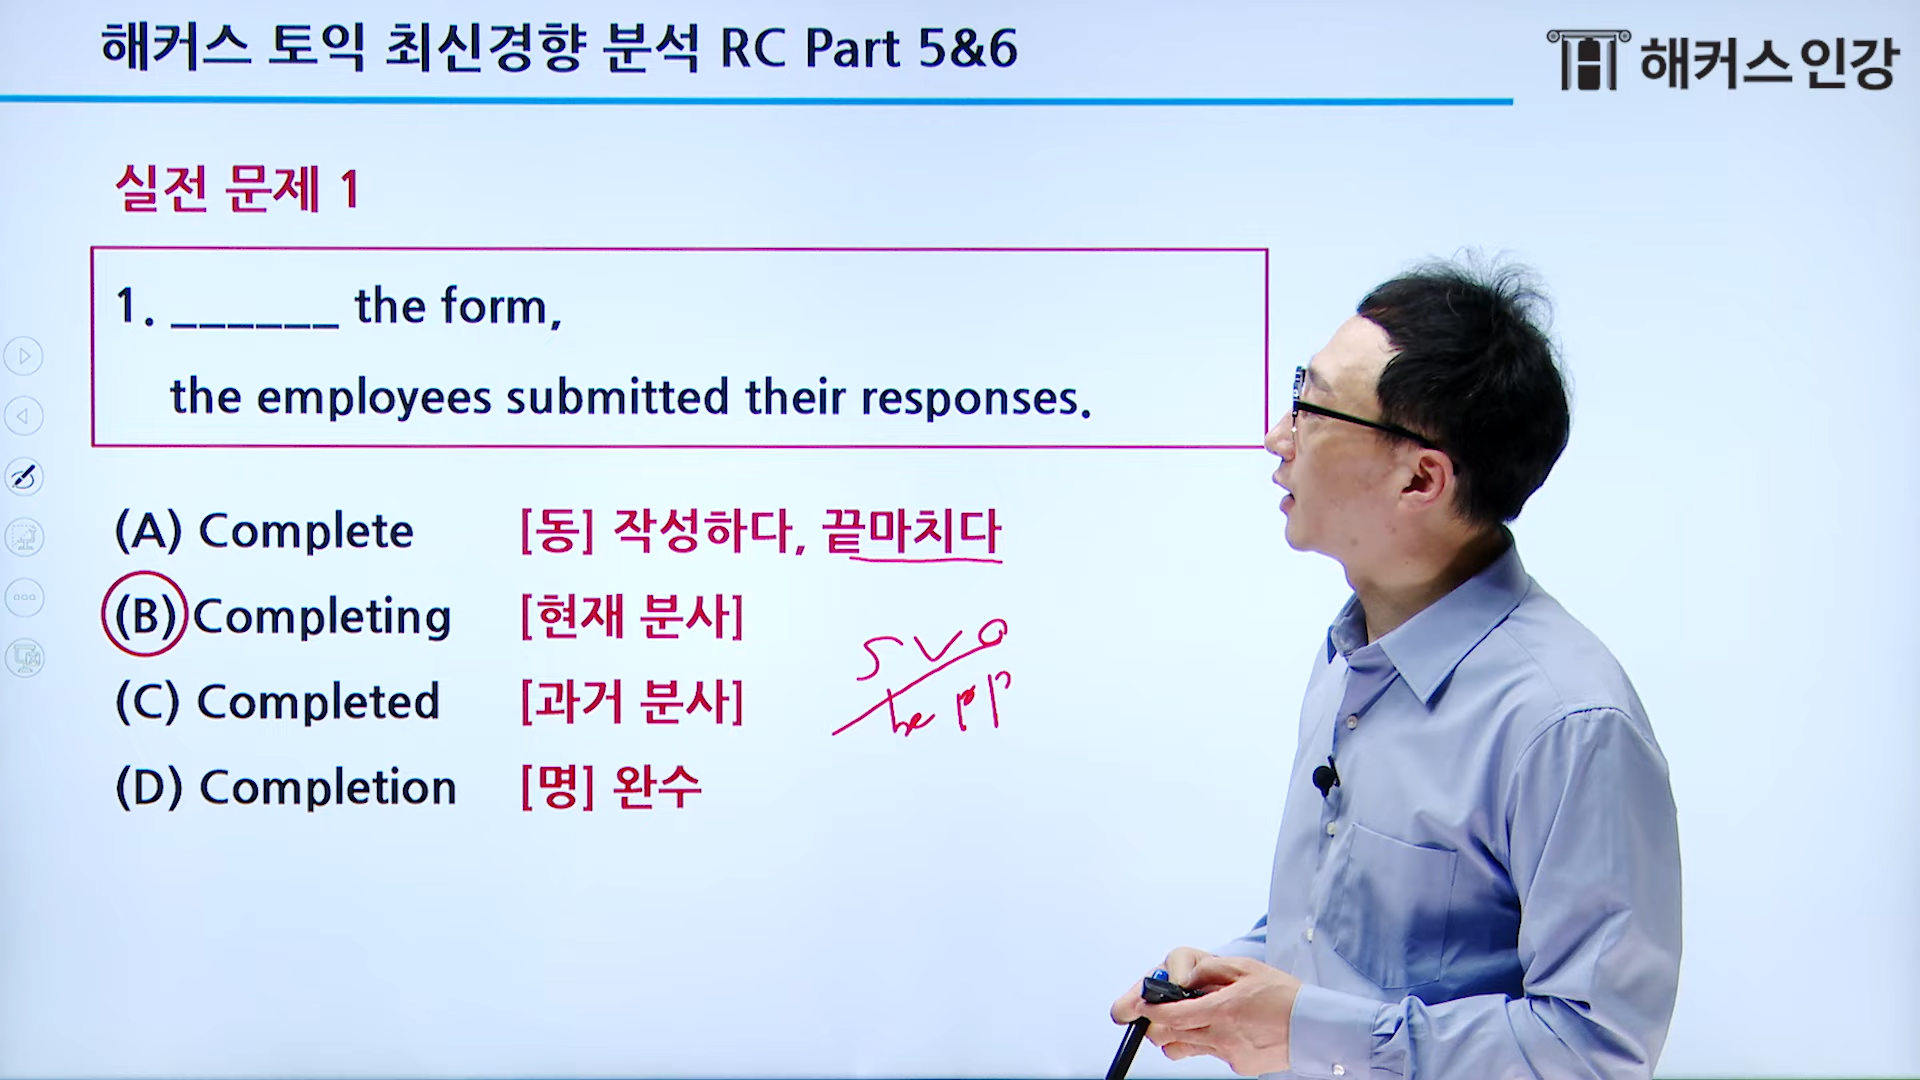 해커스 토익 최신경향 분석 RC Part 5&6
해커스인강
실전 문제 1
1. ______ the form,
the employees submitted their responses.
(A) Complete [동] 작성하다, 끝마치다
(B) Completing [현재 분사]
(C) Completed [과거 분사]
(D) Completion [명] 완수
S V O
be pp